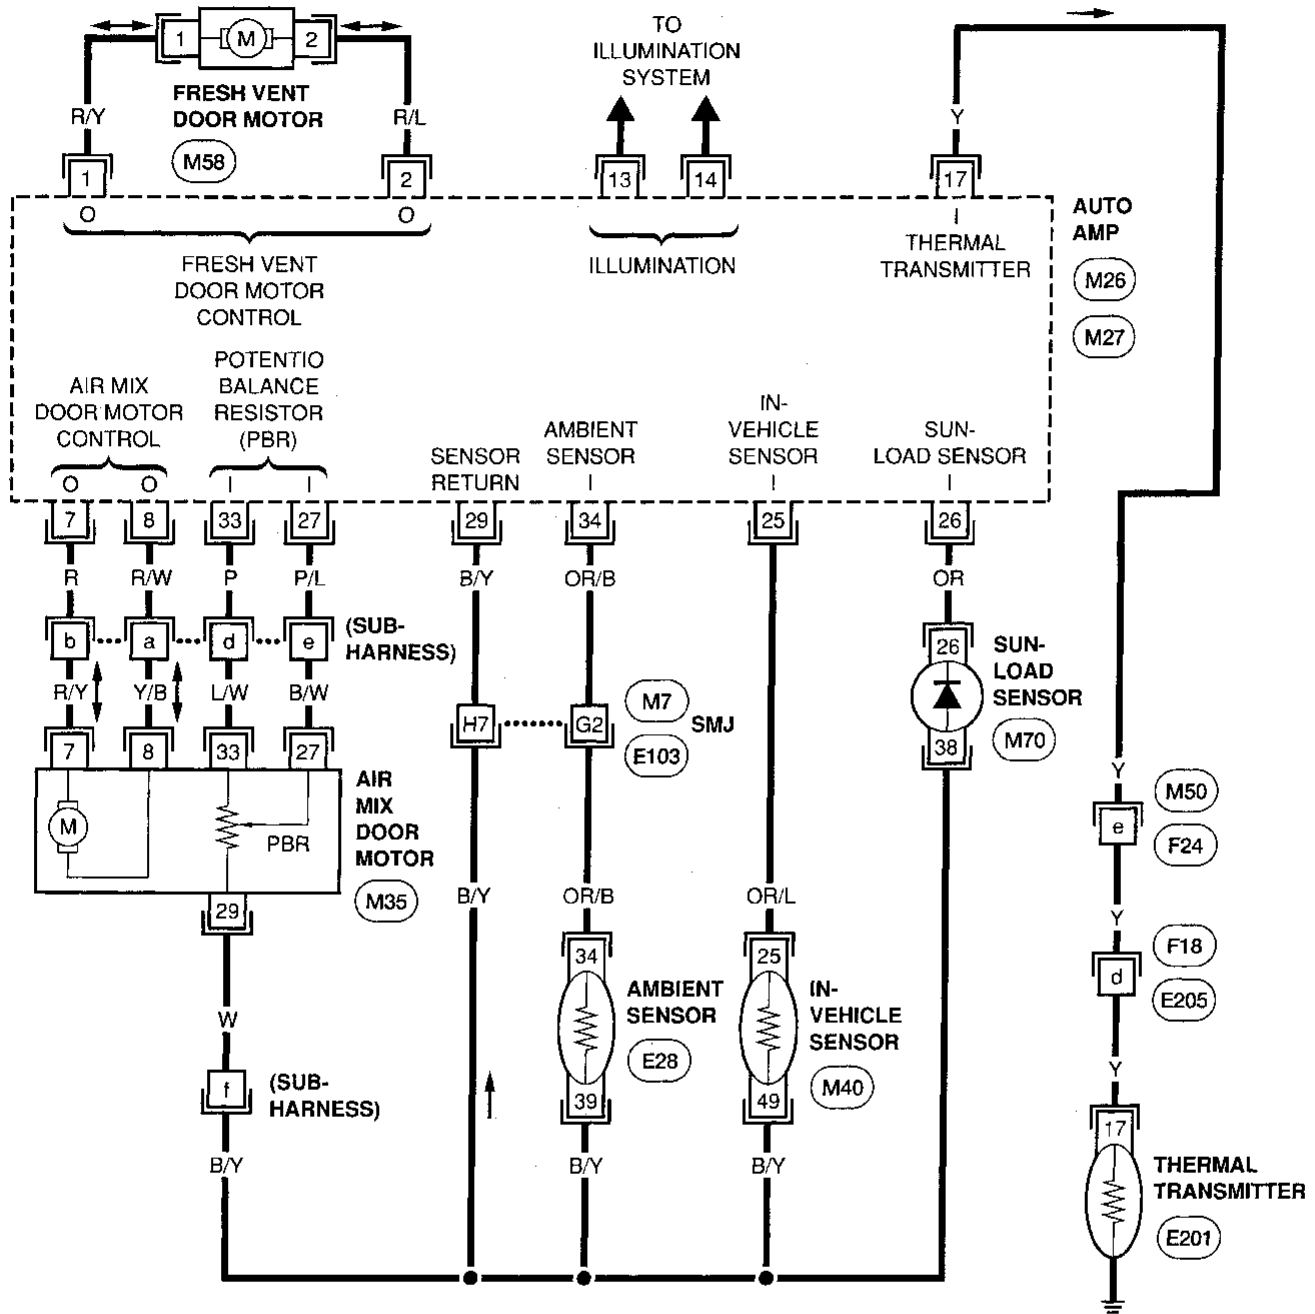 TO
ILLUMINATION
SYSTEM
1 M 2
FRESH VENT
DOOR MOTOR
M58
R/Y
R/L
Y
1
2
13
14
17
O
O
I
FRESH VENT
DOOR MOTOR
CONTROL
ILLUMINATION
THERMAL
TRANSMITTER
AUTO
AMP
M26
M27
AIR MIX
DOOR MOTOR
CONTROL
POTENTIO
BALANCE
RESISTOR
(PBR)
SENSOR
RETURN
AMBIENT
SENSOR
IN-
VEHICLE
SENSOR
SUN-
LOAD SENSOR
O O I I I I I
7 8 33 27 29 34 25 26
R R/W P P/L B/Y OR/B OR
b a d e
(SUB-
HARNESS)
R/Y Y/B L/W B/W
H7 G2
M7
SMJ
E103
26
SUN-
LOAD
SENSOR
38
M70
7 8 33 27
M
PBR
AIR
MIX
DOOR
MOTOR
M35
29
Y
e
M50
F24
B/Y OR/B OR/L
Y
d
F18
E205
34
AMBIENT
SENSOR
E28
39
25
IN-
VEHICLE
SENSOR
M40
49
W
f
(SUB-
HARNESS)
Y
17
B/Y B/Y B/Y
THERMAL
TRANSMITTER
E201